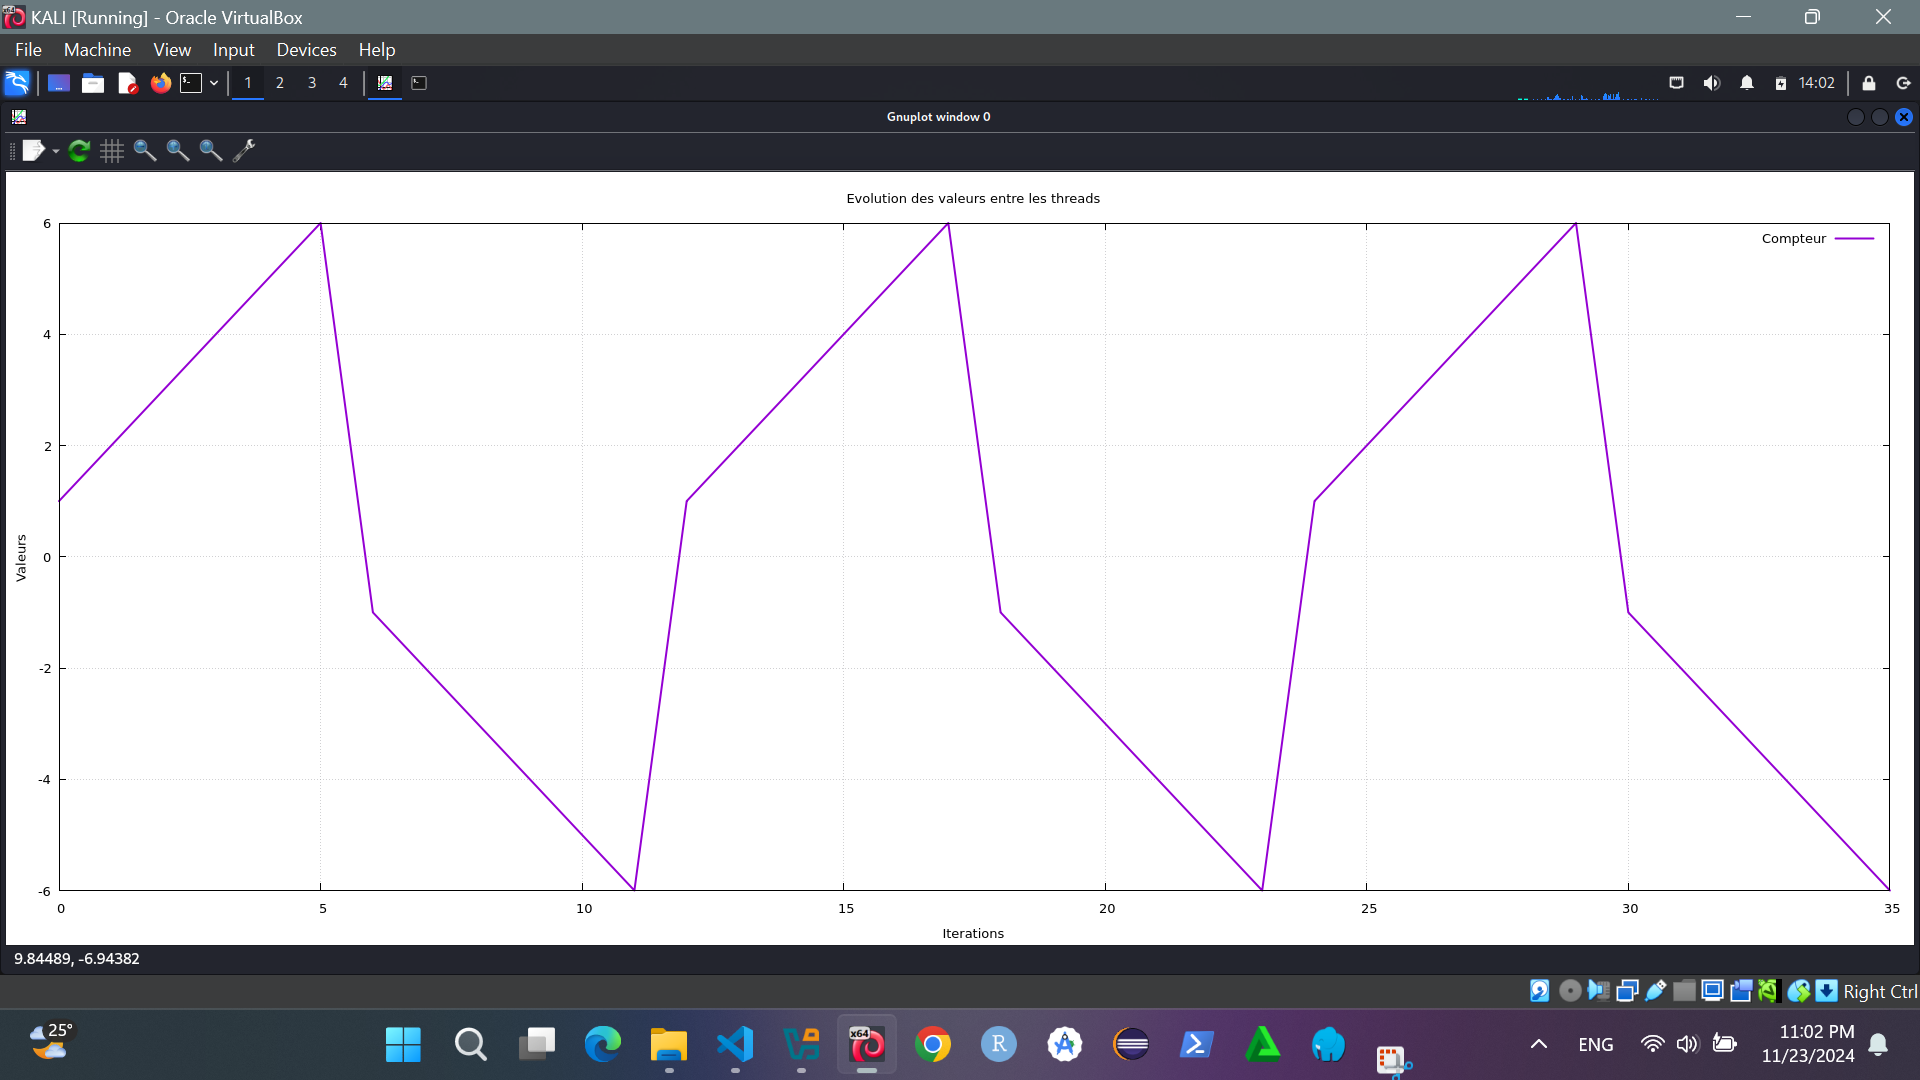 KALI [Running] - Oracle VirtualBox
File Machine View Input Devices Help
1 2 3 4
14:02
Gnuplot window 0
Evolution des valeurs entre les threads
Compteur
6
4
2
0
-2
-4
-6
Valeurs
0 5 10 15 20 25 30 35
Iterations
9.84489, -6.94382
Right Ctrl
25°
x64
R
ENG
11:02 PM
11/23/2024